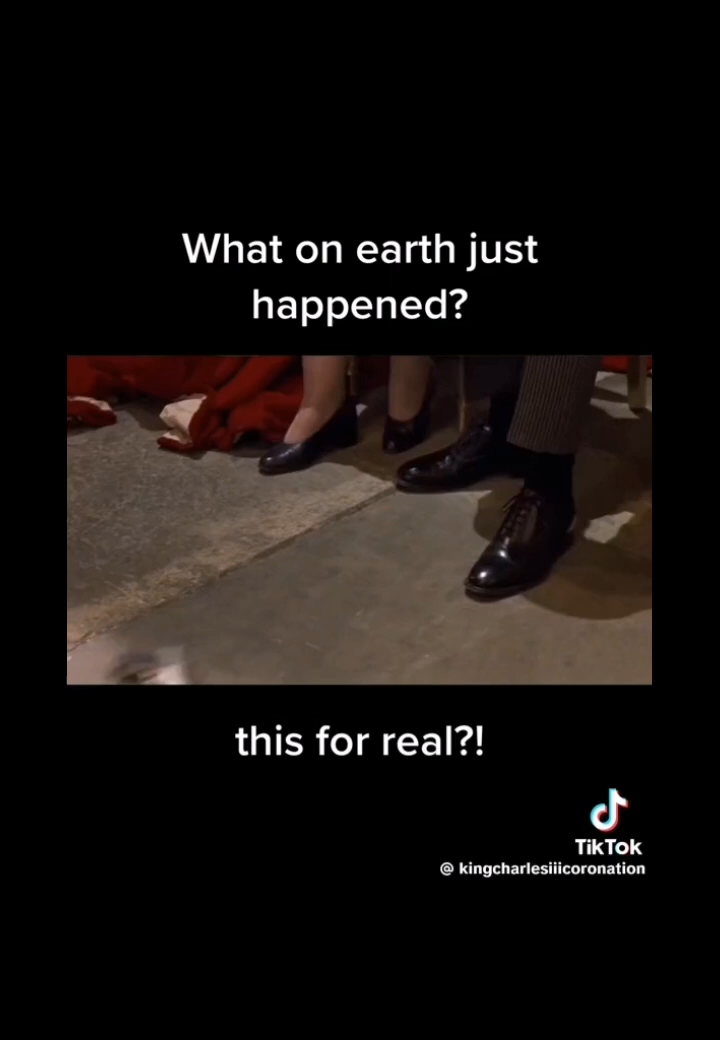 What on earth just
happened?
this for real?!
TikTok
@ kingcharlesiiicoronation